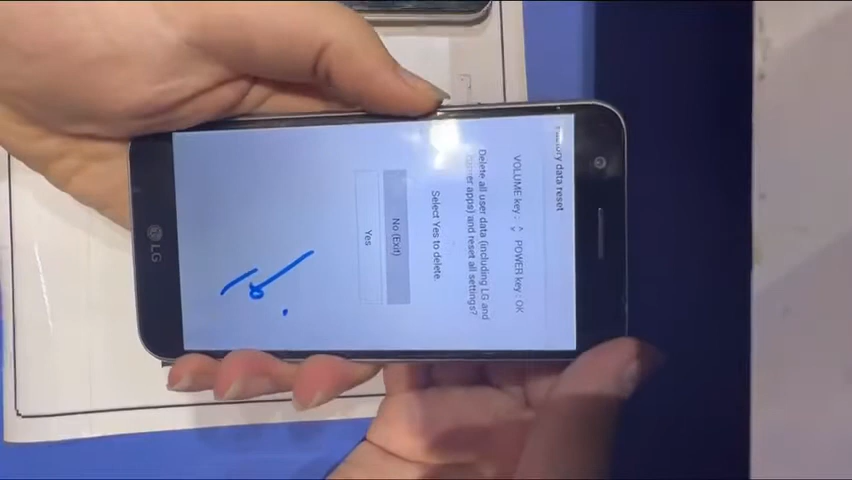 Factory data reset
VOLUME key : POWER key : OK
Delete all user data (including LG and
carrier apps) and reset all settings?
Select Yes to delete.
No (Exit)
Yes
LG